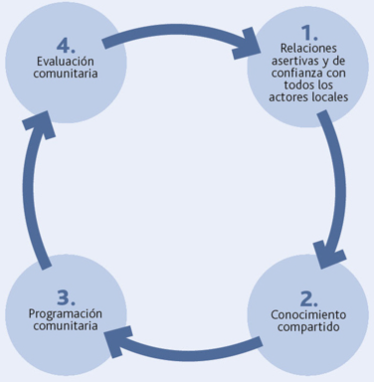 1.
Relaciones
asertivas y de
confianza con
todos los
actores locales
2.
Conocimiento
compartido
3.
Programación
comunitaria
4.
Evaluación
comunitaria